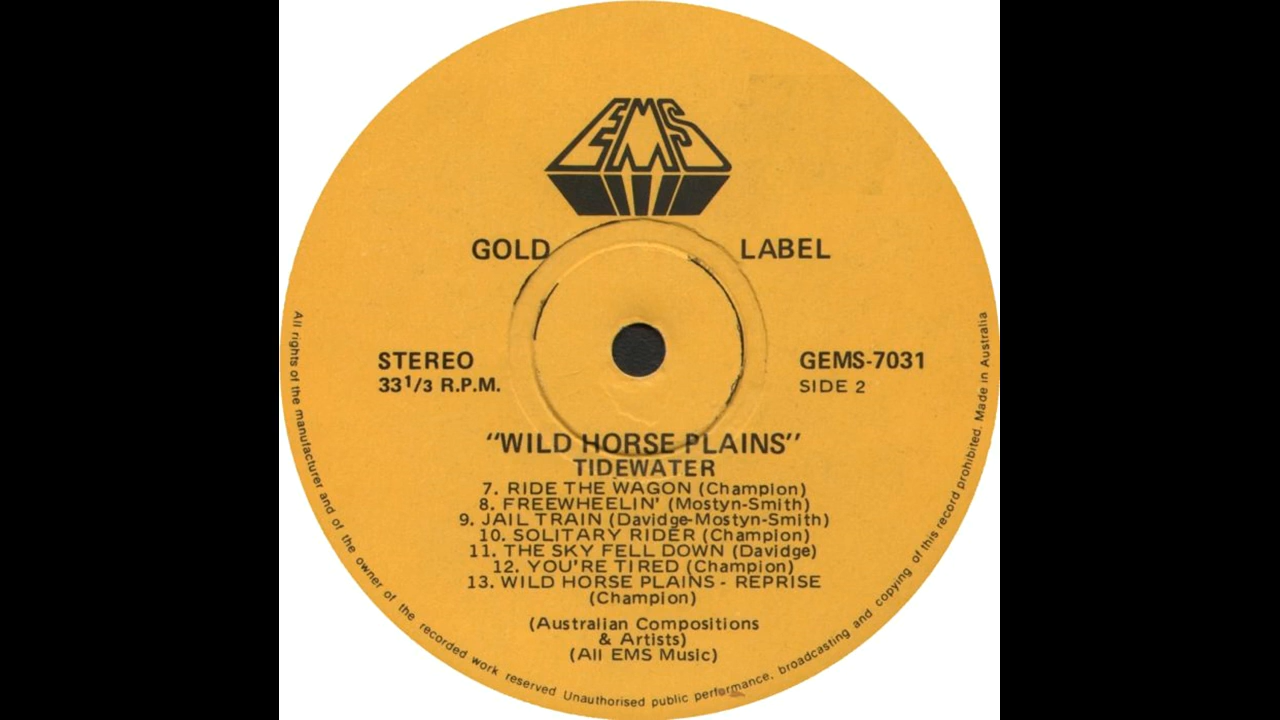 EMS
GOLD LABEL
STEREO
33 1/3 R.P.M.
GEMS-7031
SIDE 2
"WILD HORSE PLAINS"
TIDEWATER
7. RIDE THE WAGON (Champion)
8. FREEWHEELIN' (Mostyn-Smith)
9. JAIL TRAIN (Davidge-Mostyn-Smith)
10. SOLITARY RIDER (Champion)
11. THE SKY FELL DOWN (Davidge)
12. YOU'RE TIRED (Champion)
13. WILD HORSE PLAINS - REPRISE
(Champion)
(Australian Compositions
& Artists)
(All EMS Music)
All rights of the manufacturer and of the owner of the recorded work reserved Unauthorised public performance, broadcasting and copying of this record prohibited. Made in Australia